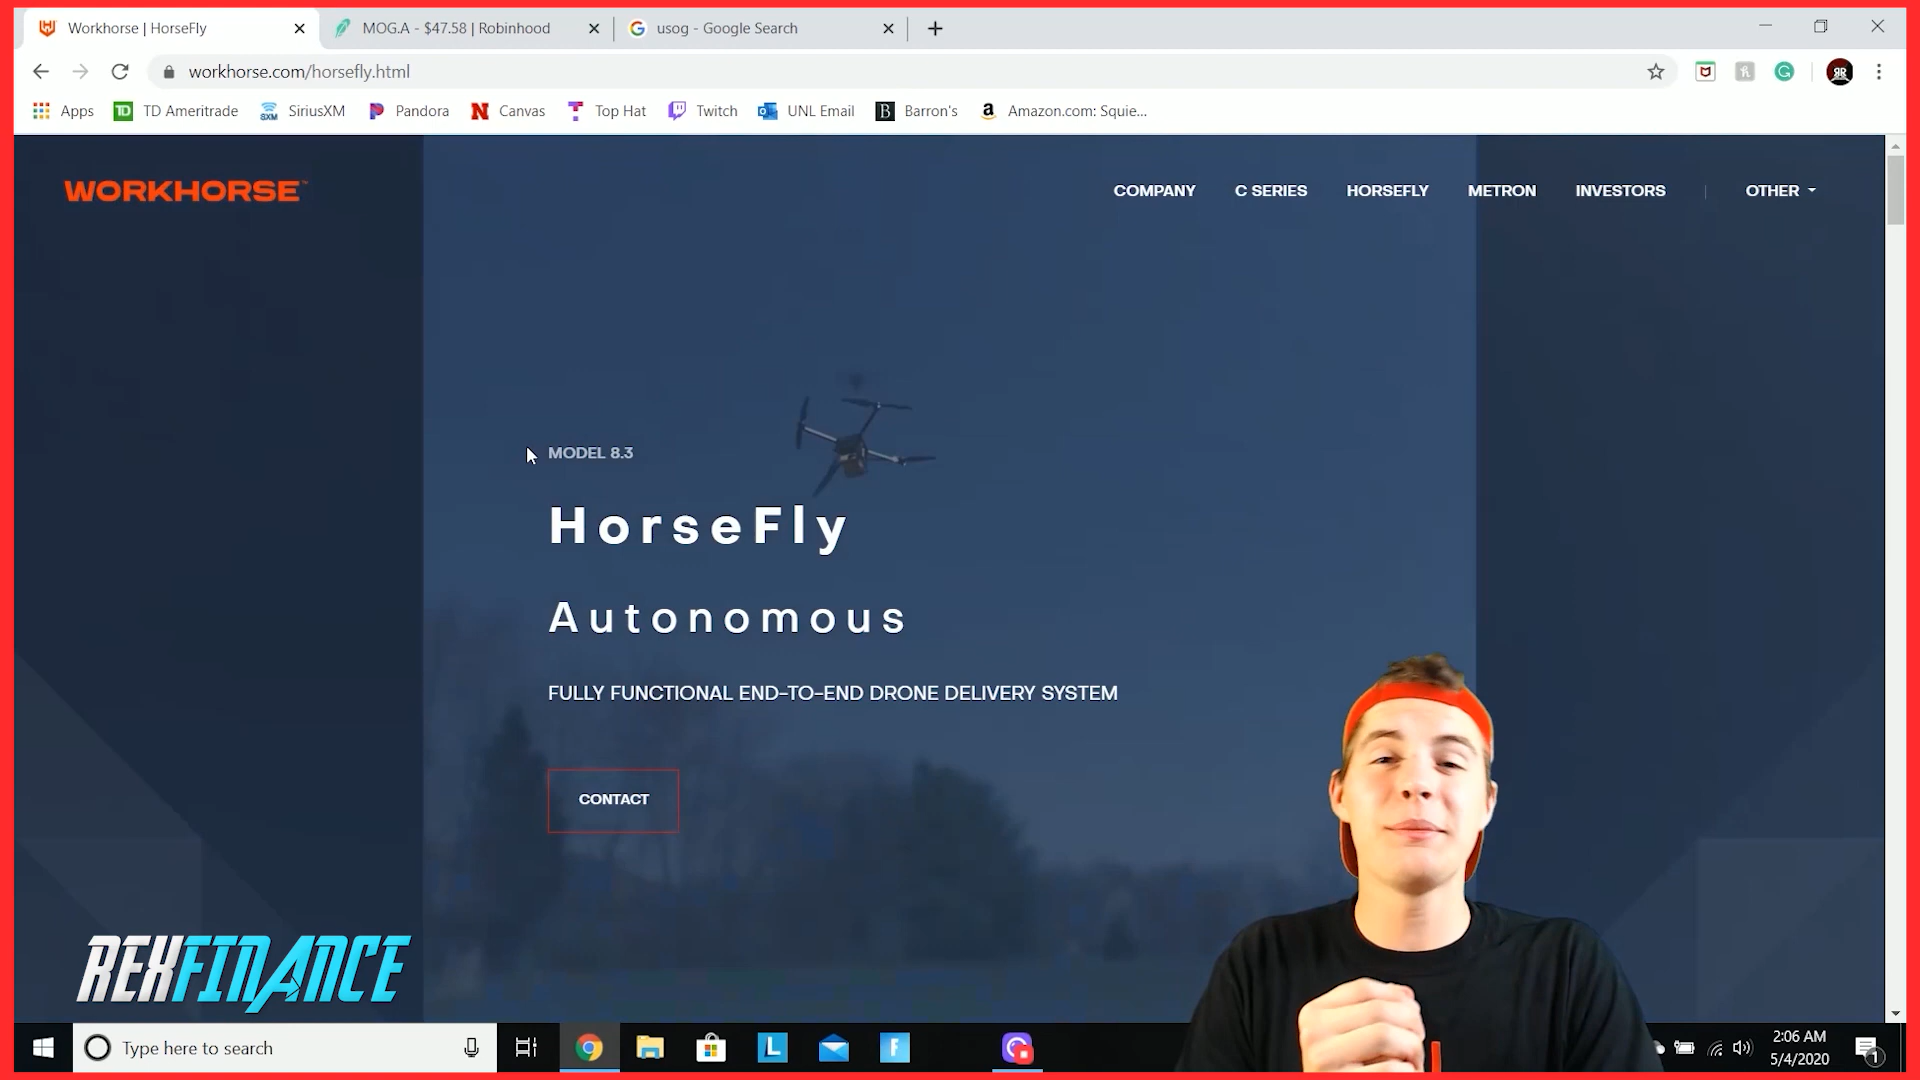 Workhorse | HorseFly
MOG.A - $47.58 | Robinhood
usog - Google Search
workhorse.com/horsefly.html
Apps
TD Ameritrade
SiriusXM
Pandora
Canvas
Top Hat
Twitch
UNL Email
Barron's
Amazon.com: Squie...
WORKHORSE™
COMPANY
C SERIES
HORSEFLY
METRON
INVESTORS
OTHER
MODEL 8.3
HorseFly
Autonomous
FULLY FUNCTIONAL END-TO-END DRONE DELIVERY SYSTEM
CONTACT
REXFINANCE
Type here to search
2:06 AM
5/4/2020
1